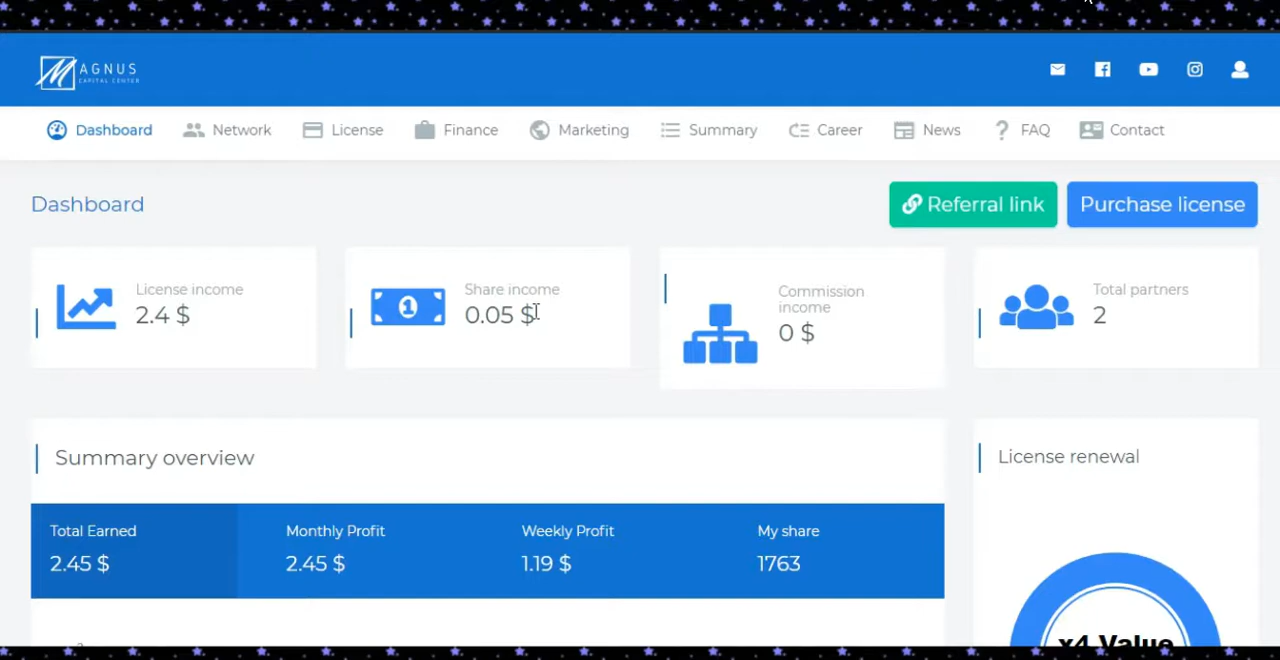 MAGNUS
CAPITAL CENTER
Dashboard Network License Finance Marketing Summary Career News FAQ Contact
Dashboard
Referral link
Purchase license
License income
2.4 $
1
Share income
0.05 $
Commission
income
0 $
Total partners
2
Summary overview
Total Earned Monthly Profit Weekly Profit My share
2.45 $ 2.45 $ 1.19 $ 1763
License renewal
x4 Value